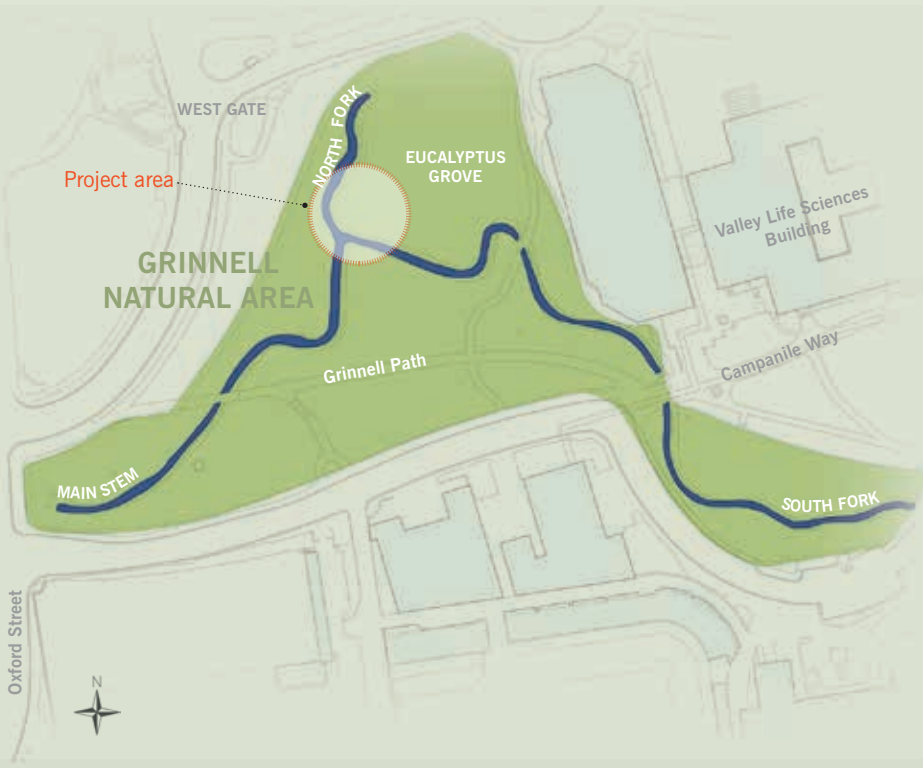 WEST GATE
NORTH FORK
EUCALYPTUS
GROVE
Project area
Valley Life Sciences
Building
GRINNELL
NATURAL AREA
Grinnell Path
Campanile Way
MAIN STEM
SOUTH FORK
Oxford Street
N